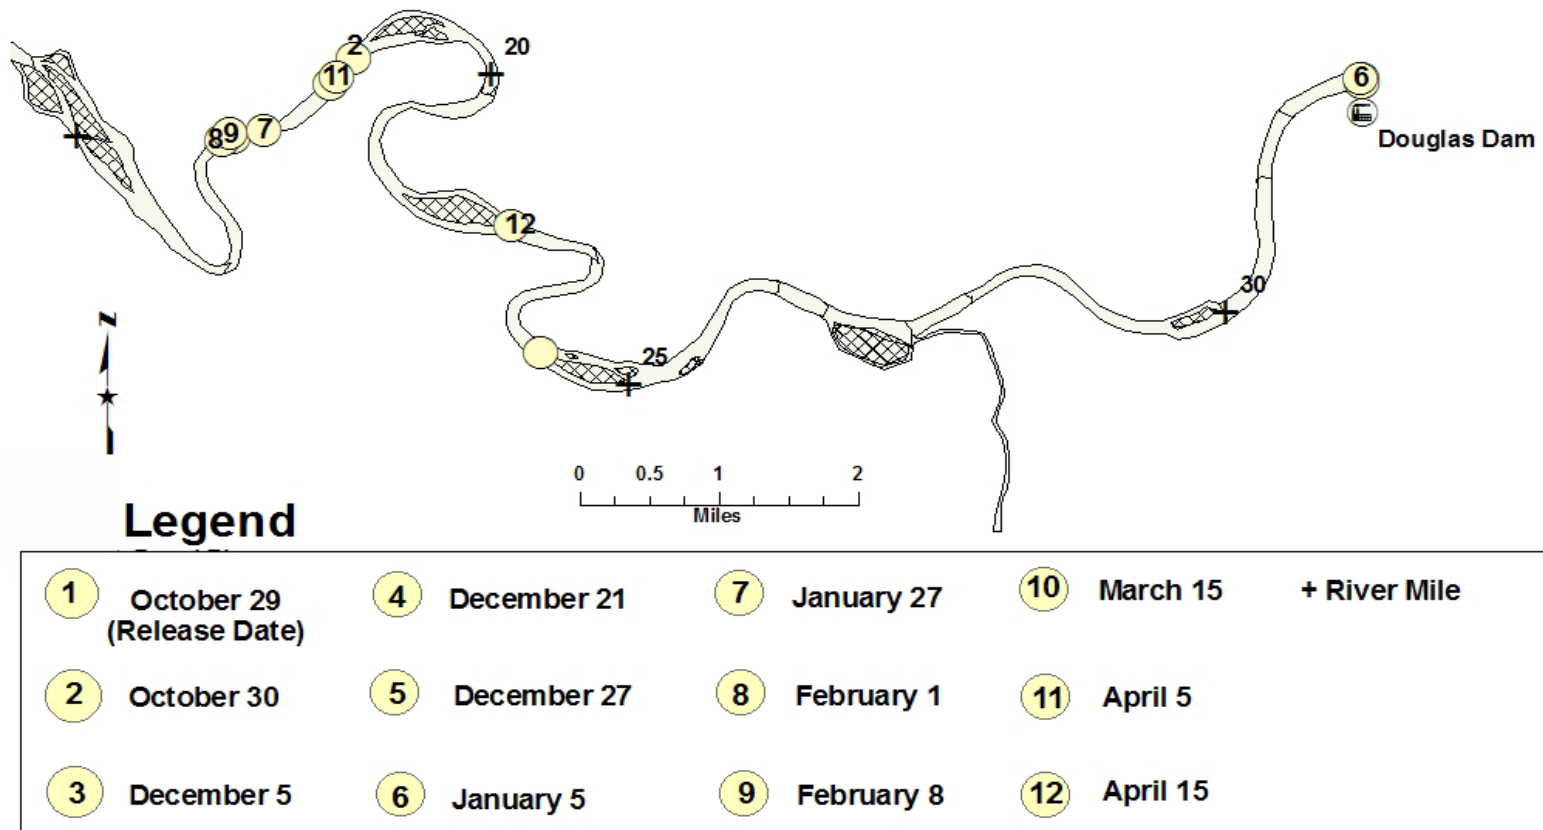 2
20
11
6
8 9 7
Douglas Dam
12
30
25
z
0 0.5 1 2
Miles
Legend
1 October 29
(Release Date)
4 December 21
7 January 27
10 March 15
+ River Mile
2 October 30
5 December 27
8 February 1
11 April 5
3 December 5
6 January 5
9 February 8
12 April 15